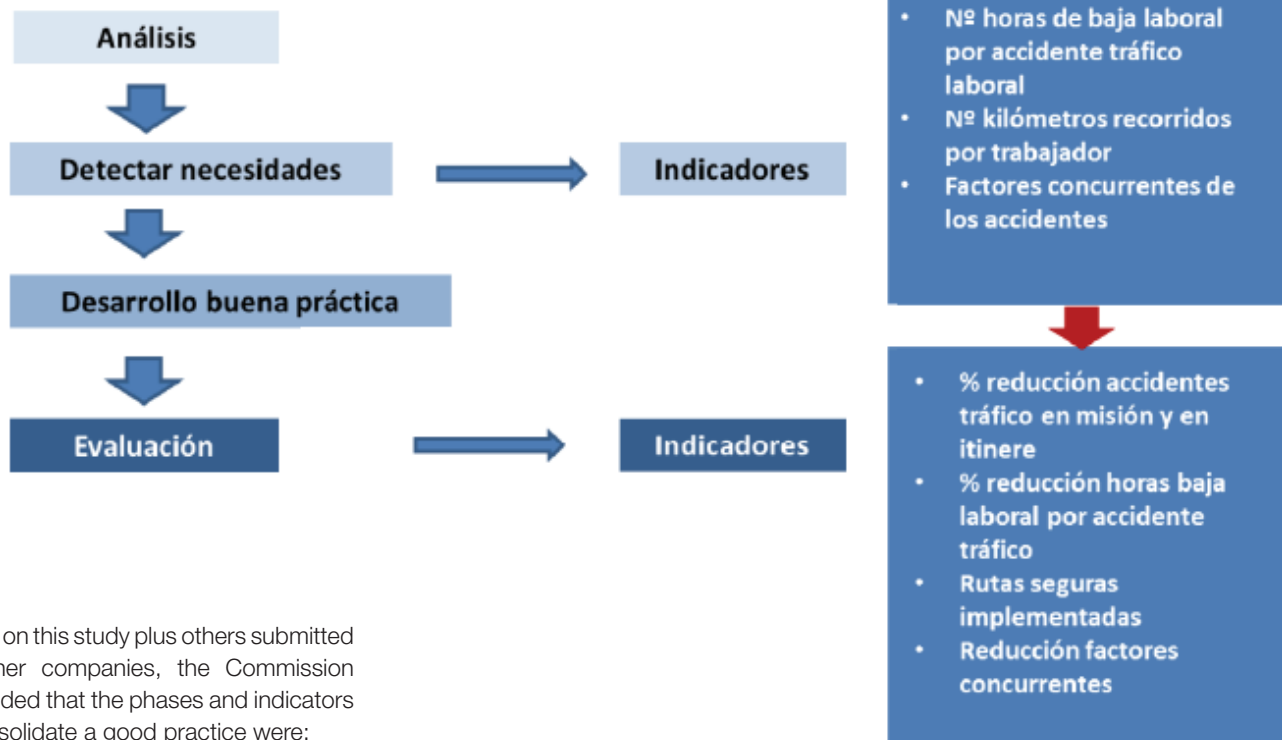 Análisis
Detectar necesidades
Indicadores
Desarrollo buena práctica
Evaluación
Indicadores
• Nº horas de baja laboral
por accidente tráfico
laboral
• Nº kilómetros recorridos
por trabajador
• Factores concurrentes de
los accidentes
• % reducción accidentes
tráfico en misión y en
itinere
• % reducción horas baja
laboral por accidente
tráfico
• Rutas seguras
implementadas
• Reducción factores
concurrentes
on this study plus others submitted
companies, the Commission
that the phases and indicators
a good practice were: